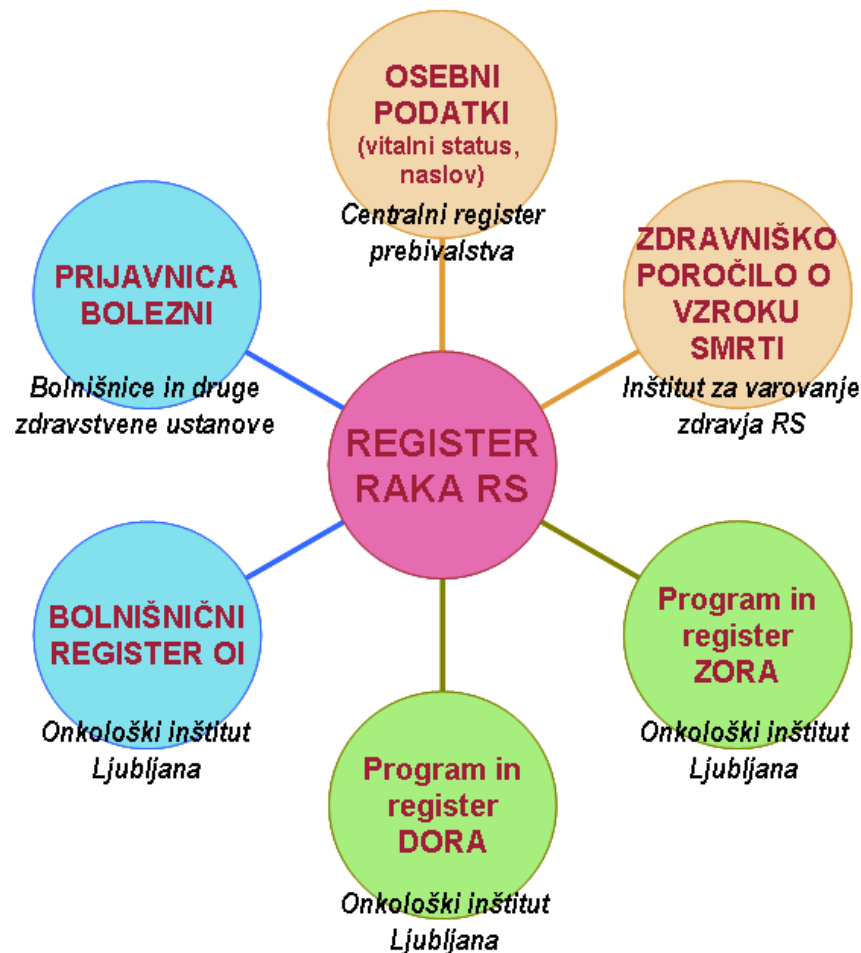 OSEBNI
PODATKI
(vitalni status,
naslov)
Centralni register
prebivalstva
ZDRAVNIŠKO
POROČILO O
VZROKU
SMRTI
Inštitut za varovanje
zdravja RS
PRIJAVNICA
BOLEZNI
Bolnišnice in druge
zdravstvene ustanove
REGISTER
RAKA RS
BOLNIŠNIČNI
REGISTER OI
Onkološki inštitut
Ljubljana
Program in
register
ZORA
Onkološki inštitut
Ljubljana
Program in
register
DORA
Onkološki inštitut
Ljubljana